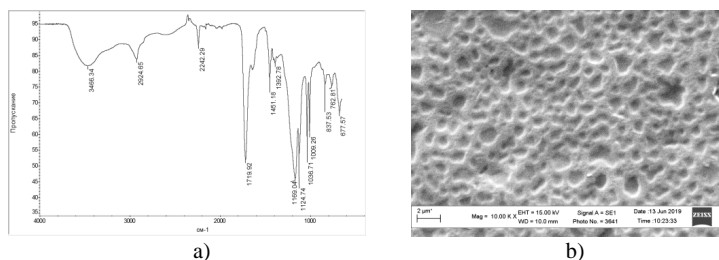 95
90
85
80
75
70
65
60
55
50
45
40
35
Пропускание
3466.34
2924.65
2242.29
1719.92
1451.18
1392.78
1169.04
1124.74
1036.71
1009.26
837.53
762.81
677.57
4000
3000
2000
1000
см-1
a)
2 μm*
Mag = 10.00 K X
EHT = 15.00 kV
WD = 10.0 mm
Signal A = SE1
Photo No. = 3641
Date :13 Jun 2019
Time :10:23:33
ZEISS
b)